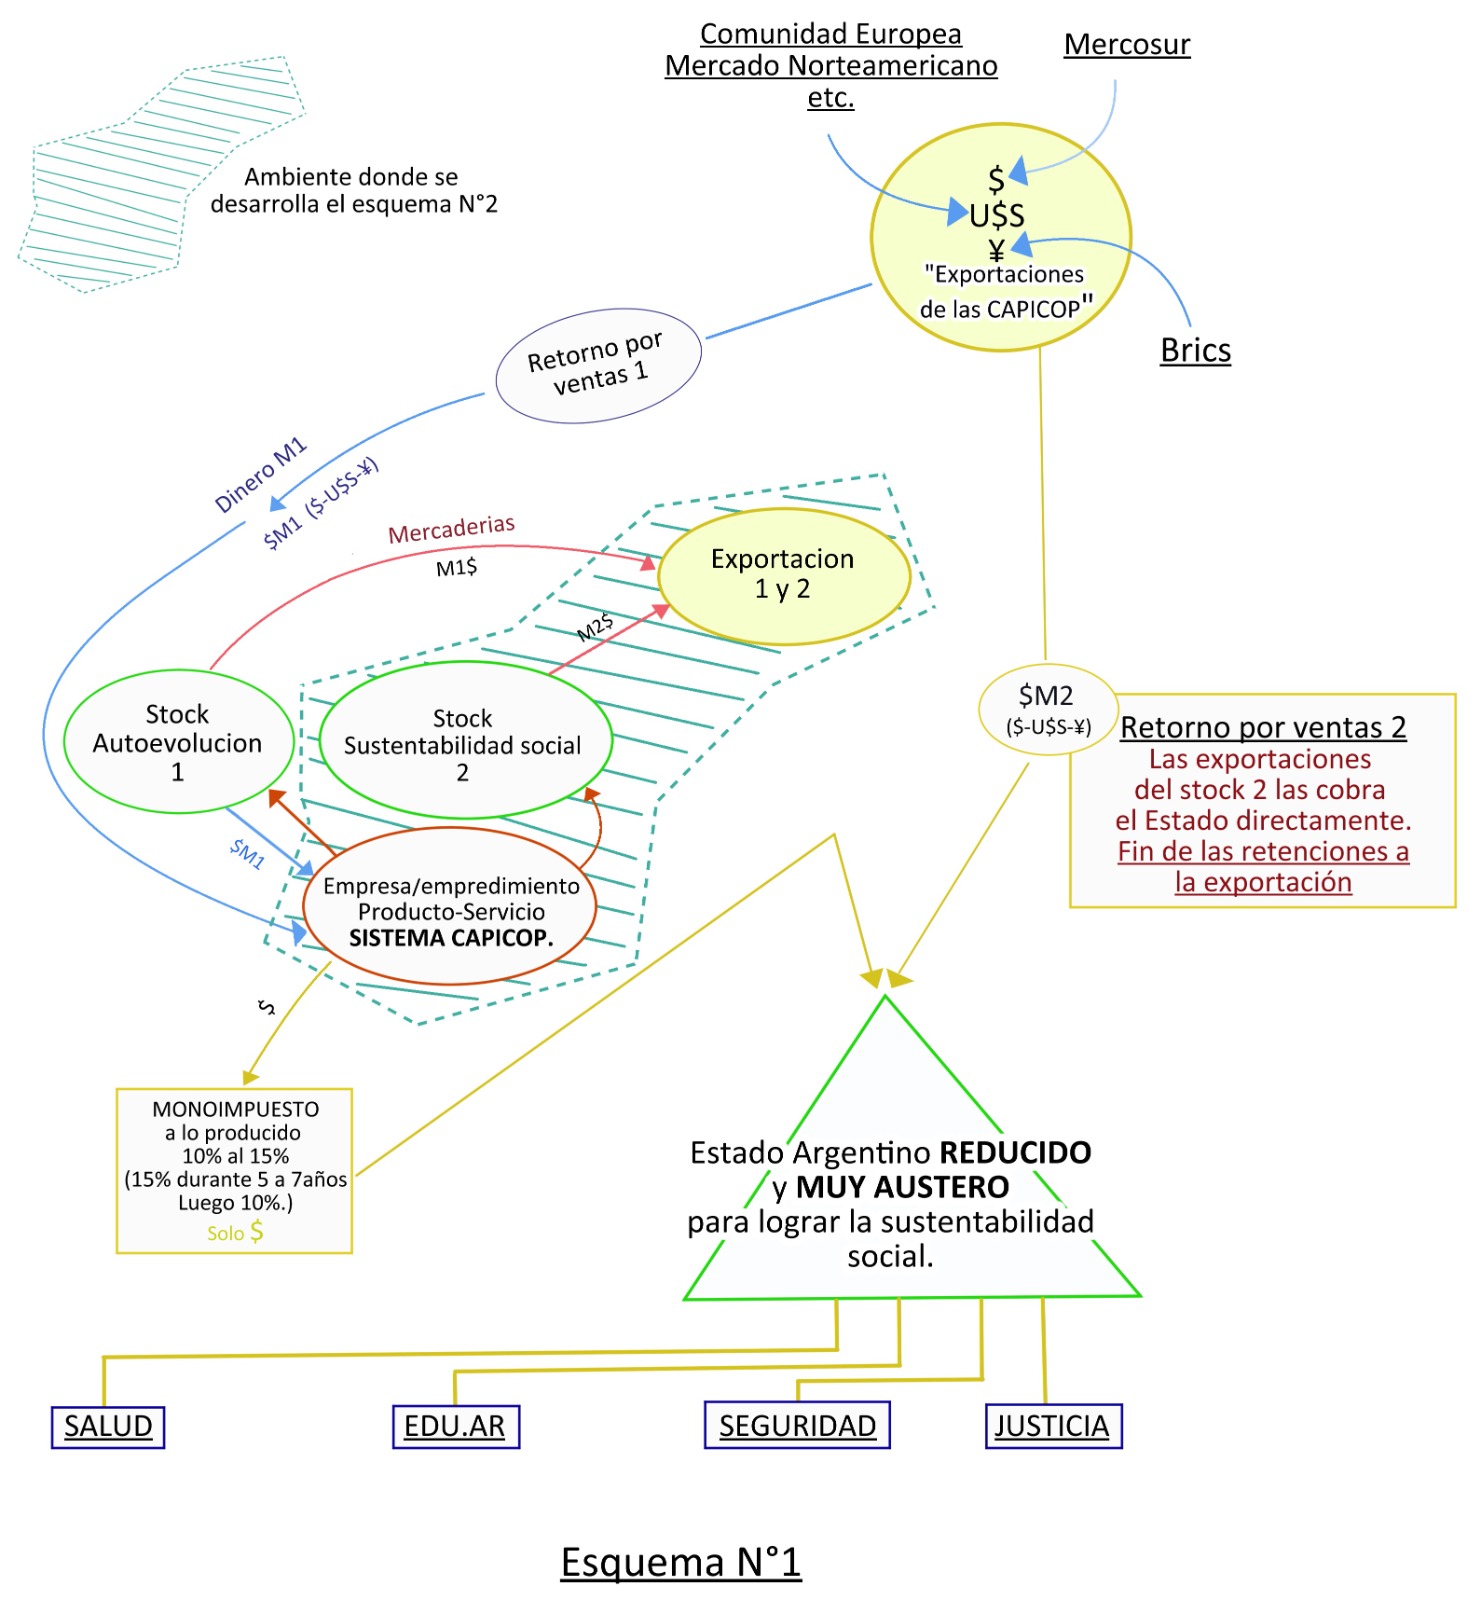 Comunidad Europea
Mercado Norteamericano
etc.
Mercosur
Ambiente donde se
desarrolla el esquema N°2
$
U$S
¥
"Exportaciones
de las CAPICOP"
Brics
Retorno por
ventas 1
Dinero M1
$M1 ($-U$S-¥)
Mercaderias
M1$
Exportacion
1 y 2
M2$
Stock
Autoevolucion
1
Stock
Sustentabilidad social
2
$M2
($-U$S-¥)
Retorno por ventas 2
Las exportaciones
del stock 2 las cobra
el Estado directamente.
Fin de las retenciones a
la exportación
$M1
Empresa/empredimiento
Producto-Servicio
SISTEMA CAPICOP.
$
MONOIMPUESTO
a lo producido
10% al 15%
(15% durante 5 a 7años
Luego 10%.)
Solo $
Estado Argentino REDUCIDO
y MUY AUSTERO
para lograr la sustentabilidad
social.
SALUD
EDU.AR
SEGURIDAD
JUSTICIA
Esquema N°1